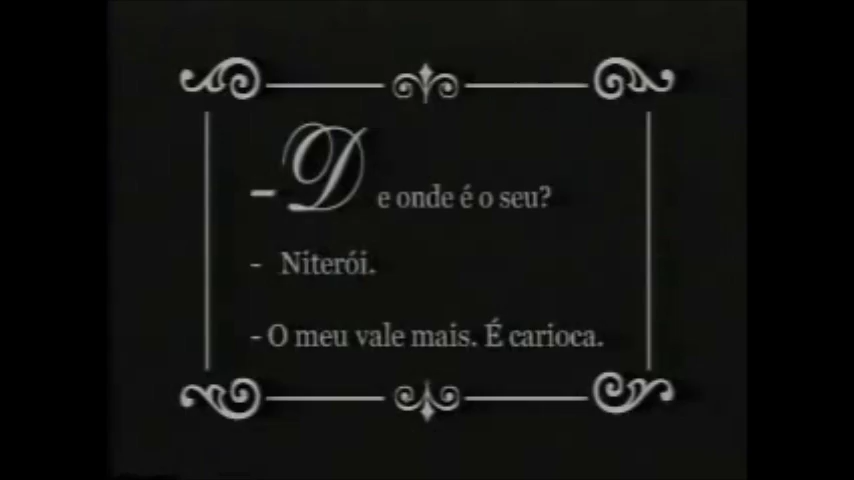 - De onde é o seu?
- Niterói.
- O meu vale mais. É carioca.